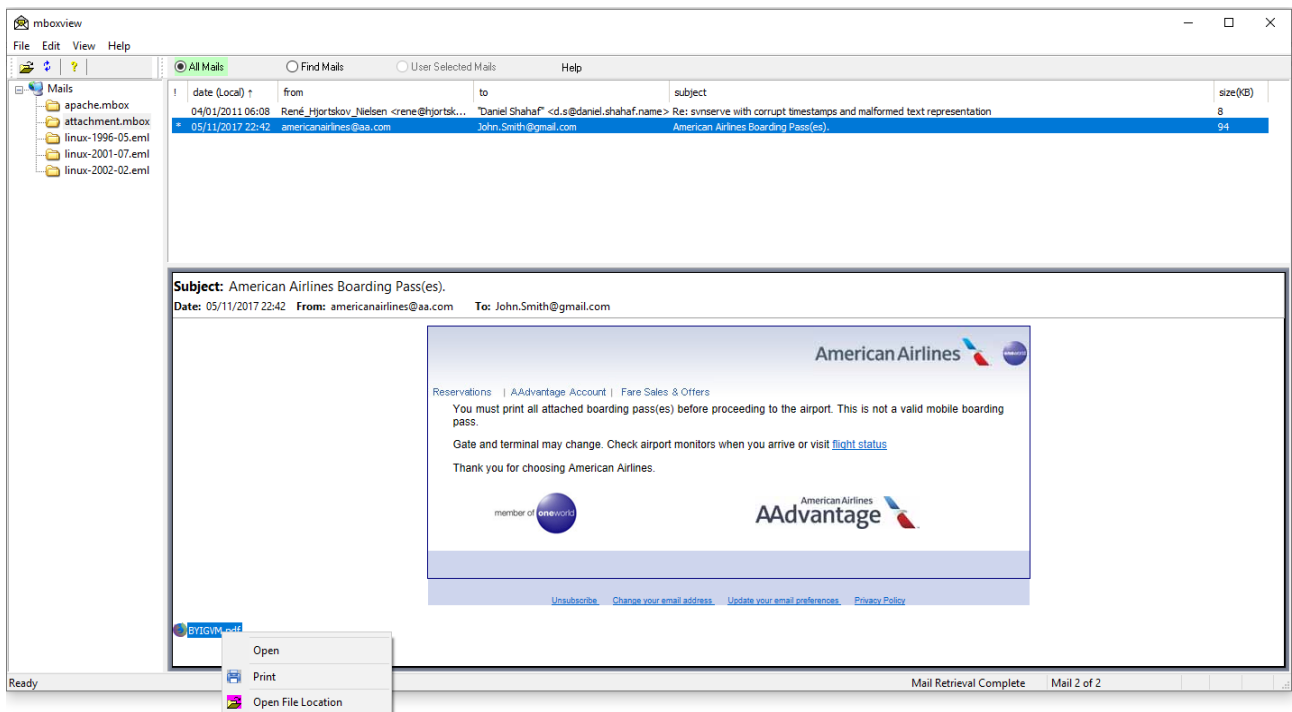 mboxview
File Edit View Help
All Mails Find Mails User Selected Mails Help
Mails
apache.mbox
attachment.mbox
linux-1996-05.eml
linux-2001-07.eml
linux-2002-02.eml
! date (Local) ↑ from to subject size(KB)
04/01/2011 06:08 René_Hjortskov_Nielsen <rene@hjortsk... "Daniel Shahaf" <d.s@daniel.shahaf.name> Re: svnserve with corrupt timestamps and malformed text representation 8
* 05/11/2017 22:42 americanairlines@aa.com John.Smith@gmail.com American Airlines Boarding Pass(es). 94
Subject: American Airlines Boarding Pass(es).
Date: 05/11/2017 22:42 From: americanairlines@aa.com To: John.Smith@gmail.com
American Airlines oneworld
Reservations | AAdvantage Account | Fare Sales & Offers
You must print all attached boarding pass(es) before proceeding to the airport. This is not a valid mobile boarding
pass.
Gate and terminal may change. Check airport monitors when you arrive or visit flight status
Thank you for choosing American Airlines.
member of oneworld
American Airlines
AAdvantage
Unsubscribe Change your email address Update your email preferences Privacy Policy
BYIGVM.pdf
Open
Print
Open File Location
Ready Mail Retrieval Complete Mail 2 of 2